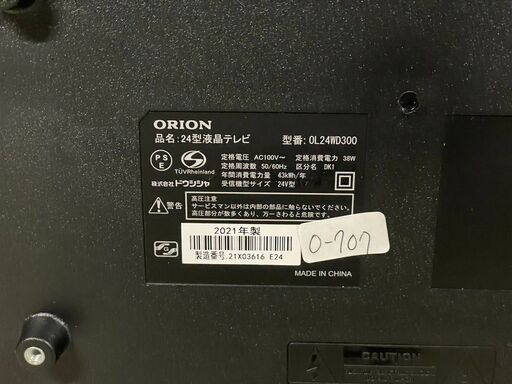 ORION
品名:24型液晶テレビ 型番:OL24WD300
PS
E
TÜVRheinland
定格電圧 AC100V～ 定格消費電力 38W
定格周波数 50/60Hz 区分名 DK1
年間消費電力量 43kWh/年
受信機型サイズ 24V型
株式会社ドウシシャ
警告
高圧注意
サービスマン以外の方は内部の部品に触らないでください。
高圧部分が数多くあり、万一さわると危険です。
2021年製
製造番号.21X03616 E24
O-707
MADE IN CHINA
CAUTION